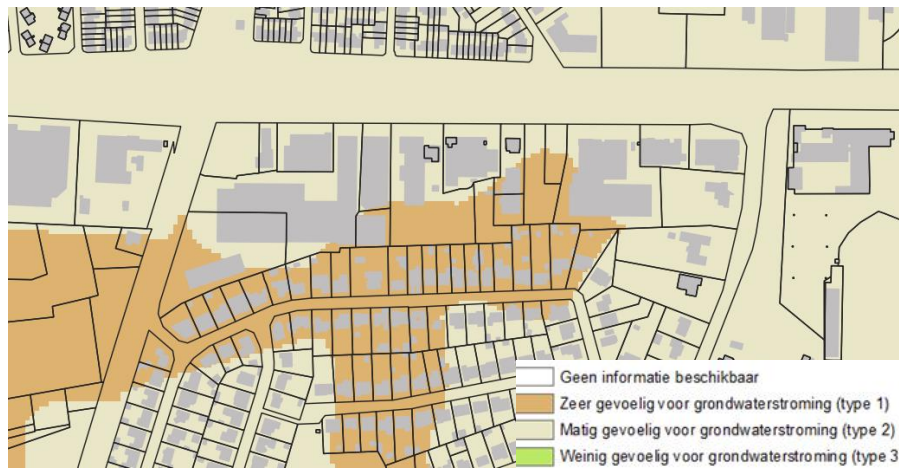 Geen informatie beschikbaar
Zeer gevoelig voor grondwaterstroming (type 1)
Matig gevoelig voor grondwaterstroming (type 2)
Weinig gevoelig voor grondwaterstroming (type 3